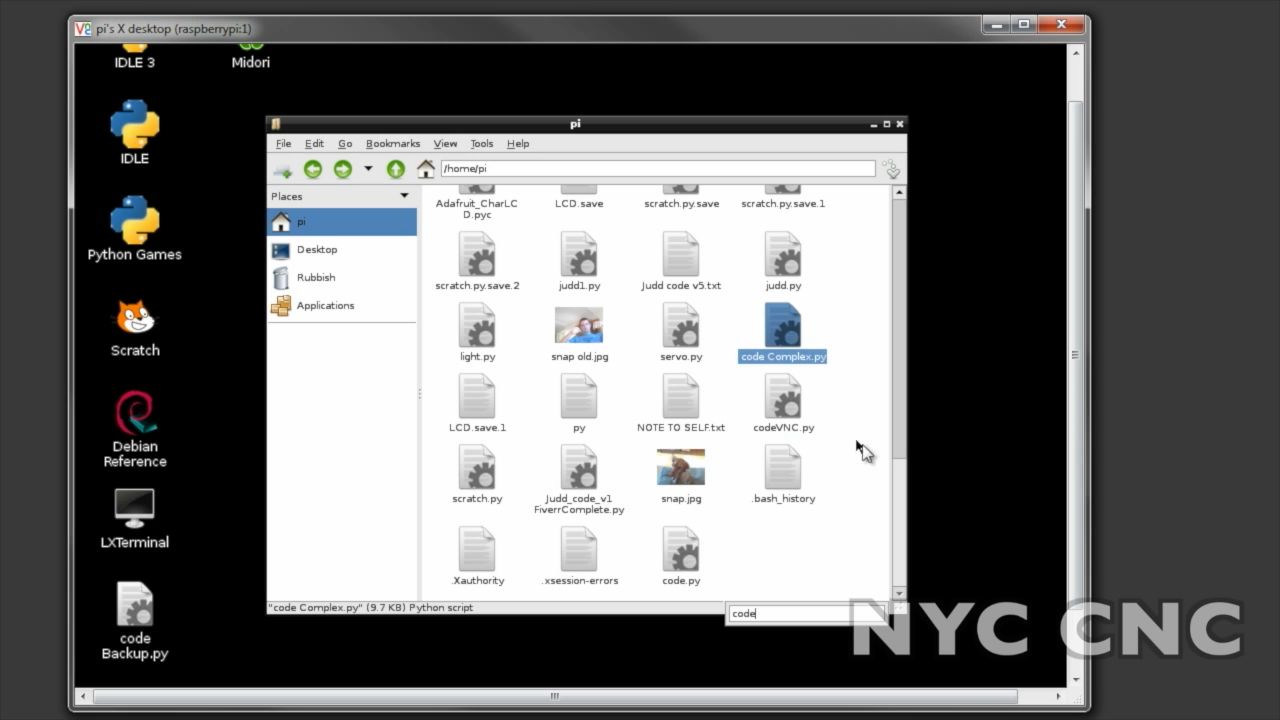 pi's X desktop (raspberrypi:1)
IDLE 3
Midori
IDLE
Python Games
Scratch
Debian
Reference
LXTerminal
code
Backup.py
pi
File Edit Go Bookmarks View Tools Help
/home/pi
Places
pi
Desktop
Rubbish
Applications
Adafruit_CharLC
D.pyc
LCD.save
scratch.py.save
scratch.py.save.1
scratch.py.save.2
judd1.py
Judd code v5.txt
judd.py
light.py
snap old.jpg
servo.py
code Complex.py
LCD.save.1
py
NOTE TO SELF.txt
codeVNC.py
scratch.py
Judd_code_v1
FiverrComplete.py
snap.jpg
.bash_history
.Xauthority
.xsession-errors
code.py
"code Complex.py" (9.7 KB) Python script
code
NYC CNC